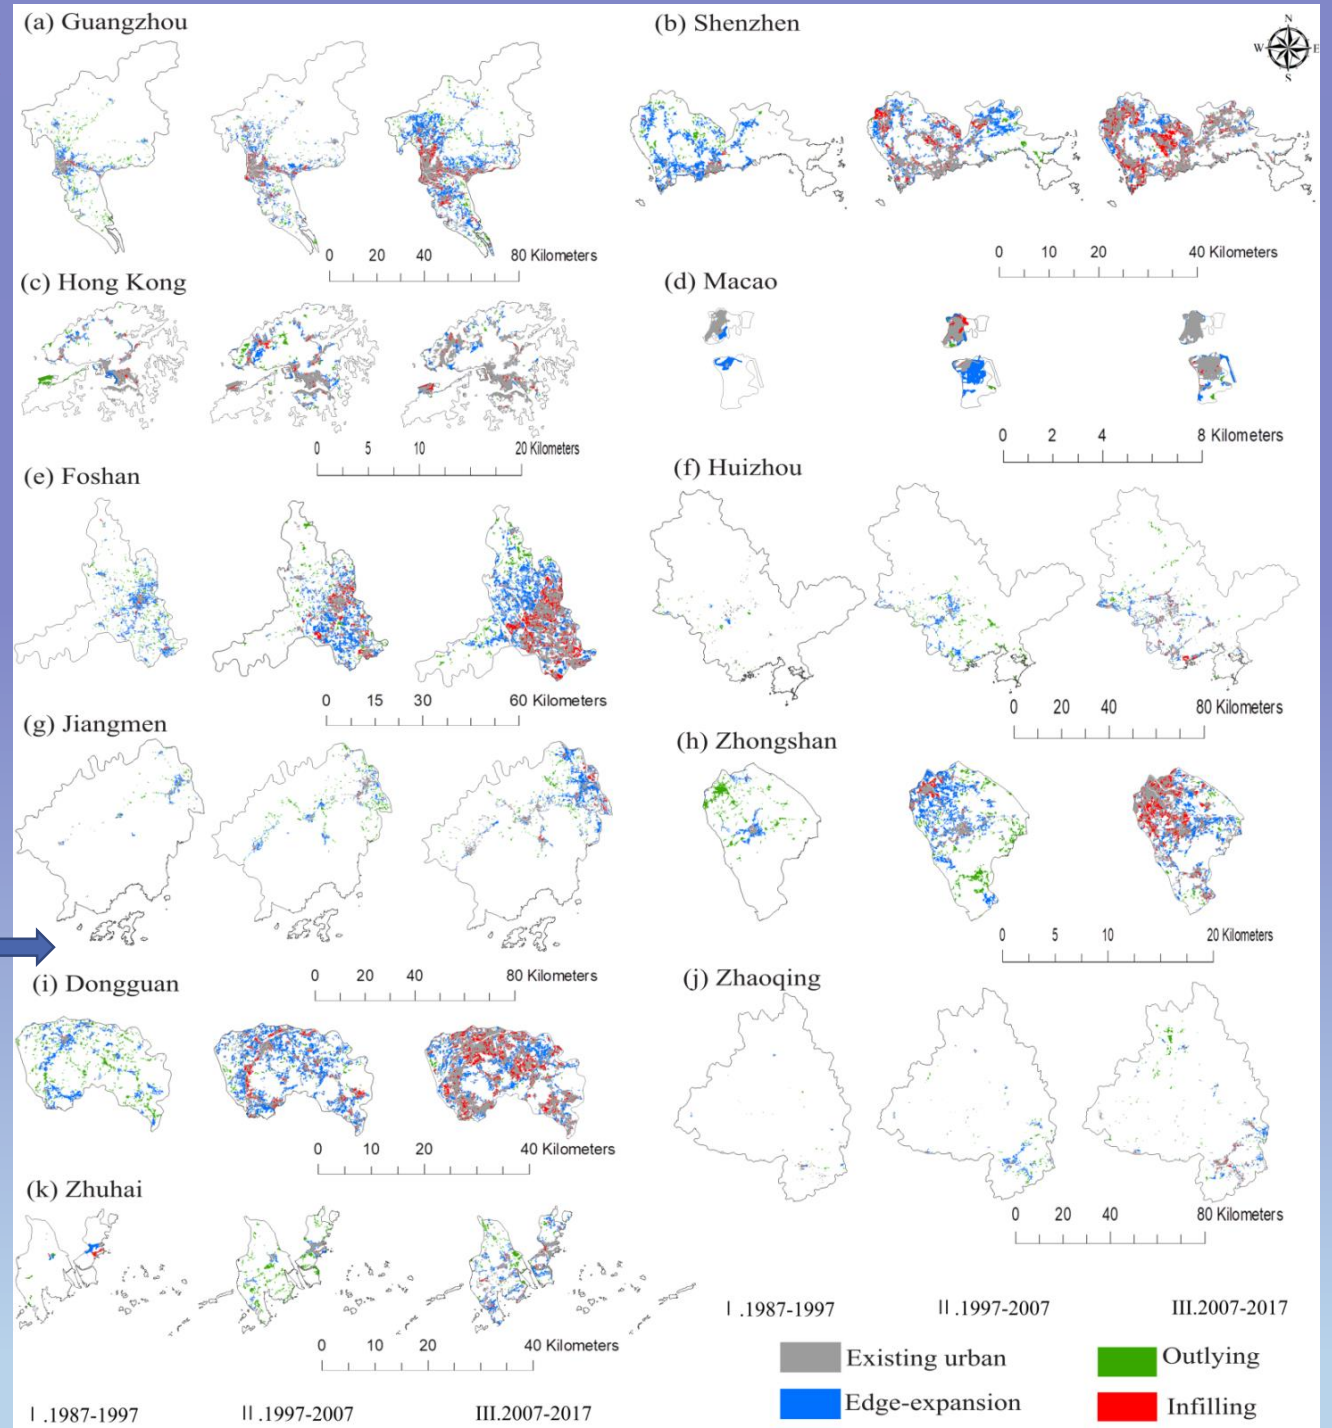 (a) Guangzhou
(b) Shenzhen
N
W E
S
0 20 40 80 Kilometers
0 10 20 40 Kilometers
(c) Hong Kong
(d) Macao
0 5 10 20 Kilometers
0 2 4 8 Kilometers
(e) Foshan
(f) Huizhou
0 15 30 60 Kilometers
0 20 40 80 Kilometers
(g) Jiangmen
(h) Zhongshan
0 20 40 80 Kilometers
0 5 10 20 Kilometers
(i) Dongguan
(j) Zhaoqing
0 10 20 40 Kilometers
0 20 40 80 Kilometers
(k) Zhuhai
0 10 20 40 Kilometers
I .1987-1997 II .1997-2007 III.2007-2017
I .1987-1997 II .1997-2007 III.2007-2017
Existing urban
Outlying
Edge-expansion
Infilling